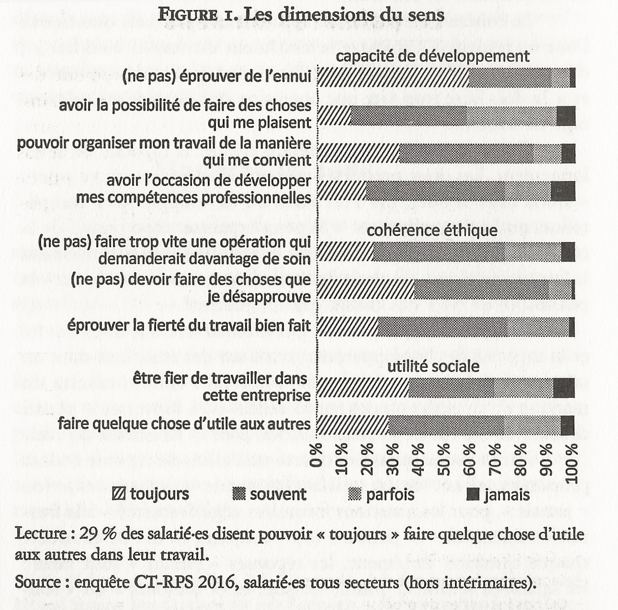 FIGURE 1. Les dimensions du sens
capacité de développement
(ne pas) éprouver de l'ennui
avoir la possibilité de faire des choses
qui me plaisent
pouvoir organiser mon travail de la manière
qui me convient
avoir l'occasion de développer
mes compétences professionnelles
cohérence éthique
(ne pas) faire trop vite une opération qui
demanderait davantage de soin
(ne pas) devoir faire des choses que
je désapprouve
éprouver la fierté du travail bien fait
utilité sociale
être fier de travailler dans
cette entreprise
faire quelque chose d'utile aux autres
0% 10% 20% 30% 40% 50% 60% 70% 80% 90% 100%
toujours souvent parfois jamais
Lecture : 29 % des salarié·es disent pouvoir « toujours » faire quelque chose d'utile
aux autres dans leur travail.
Source : enquête CT-RPS 2016, salarié·es tous secteurs (hors intérimaires).